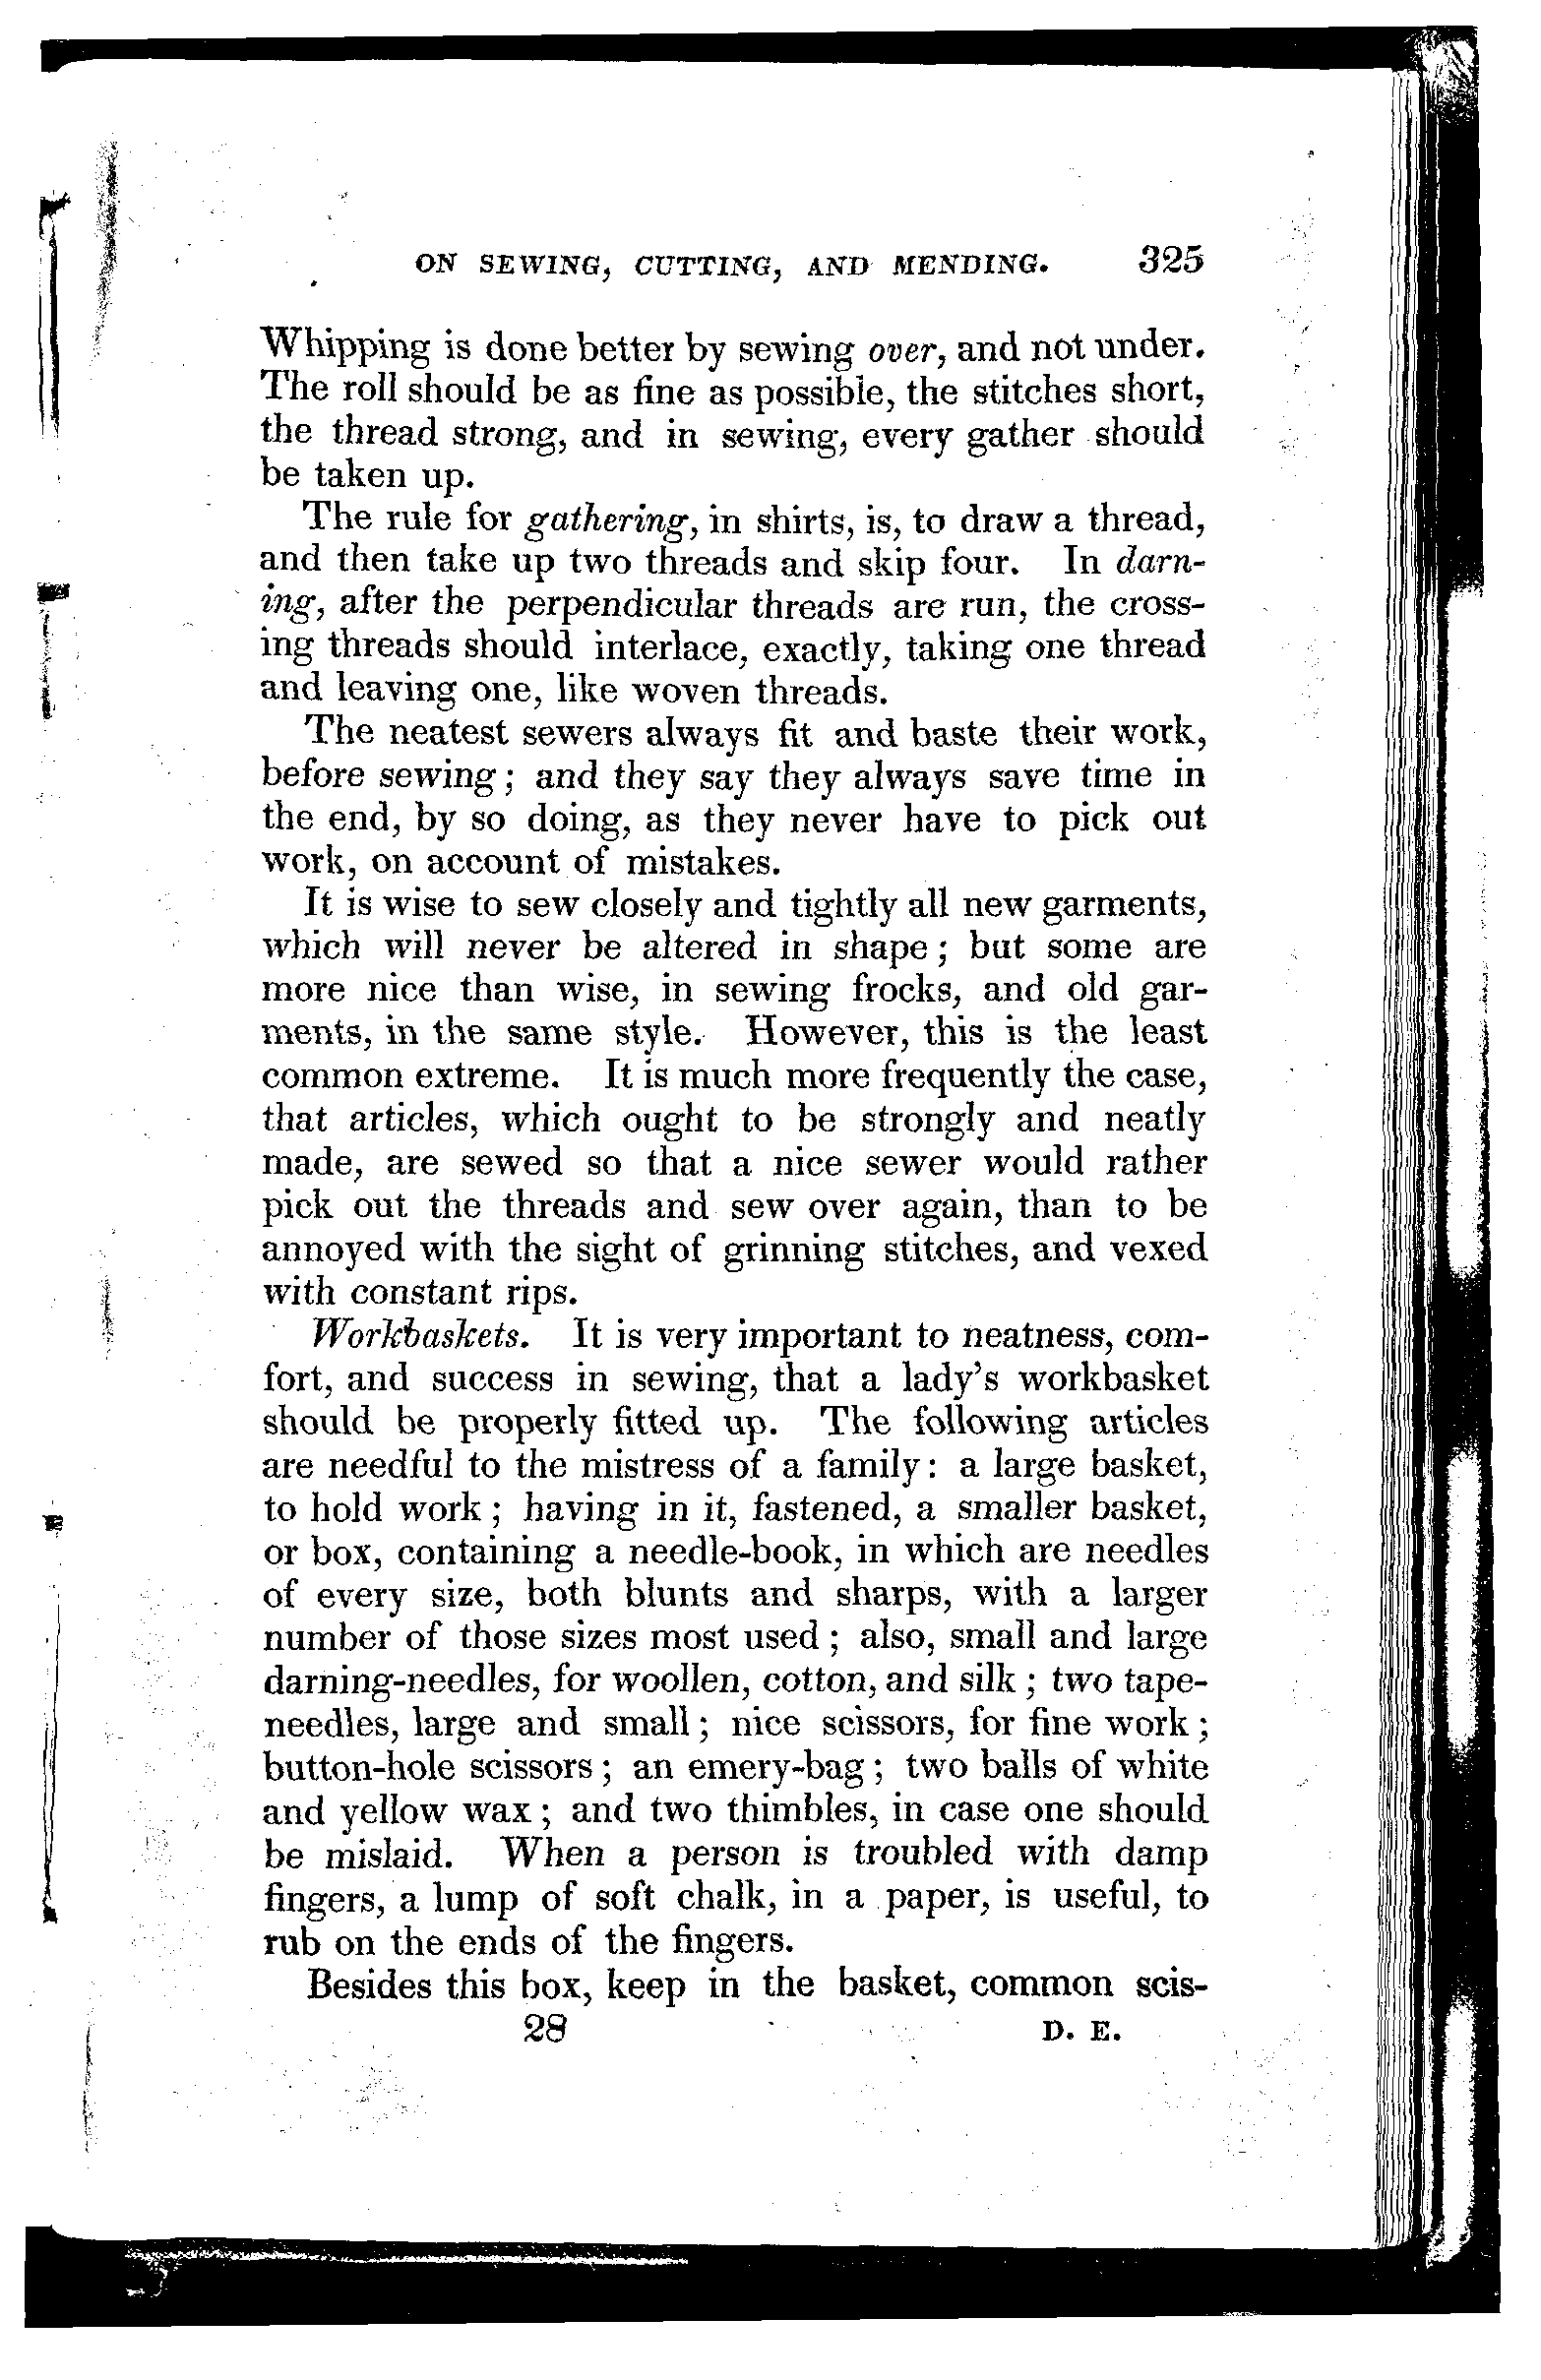 ON SEWING, CUTTING, AND MENDING. 325
Whipping is done better by sewing over, and not under.
The roll should be as fine as possible, the stitches short,
the thread strong, and in sewing, every gather should
be taken up.
The rule for gathering, in shirts, is, to draw a thread,
and then take up two threads and skip four. In darn-
ing, after the perpendicular threads are run, the cross-
ing threads should interlace, exactly, taking one thread
and leaving one, like woven threads.
The neatest sewers always fit and baste their work,
before sewing; and they say they always save time in
the end, by so doing, as they never have to pick out
work, on account of mistakes.
It is wise to sew closely and tightly all new garments,
which will never be altered in shape; but some are
more nice than wise, in sewing frocks, and old gar-
ments, in the same style. However, this is the least
common extreme. It is much more frequently the case,
that articles, which ought to be strongly and neatly
made, are sewed so that a nice sewer would rather
pick out the threads and sew over again, than to be
annoyed with the sight of grinning stitches, and vexed
with constant rips.
Workbaskets. It is very important to neatness, com-
fort, and success in sewing, that a lady's workbasket
should be properly fitted up. The following articles
are needful to the mistress of a family: a large basket,
to hold work; having in it, fastened, a smaller basket,
or box, containing a needle-book, in which are needles
of every size, both blunts and sharps, with a larger
number of those sizes most used; also, small and large
darning-needles, for woollen, cotton, and silk; two tape-
needles, large and small; nice scissors, for fine work;
button-hole scissors; an emery-bag; two balls of white
and yellow wax; and two thimbles, in case one should
be mislaid. When a person is troubled with damp
fingers, a lump of soft chalk, in a paper, is useful, to
rub on the ends of the fingers.
Besides this box, keep in the basket, common scis-
28 D. E.